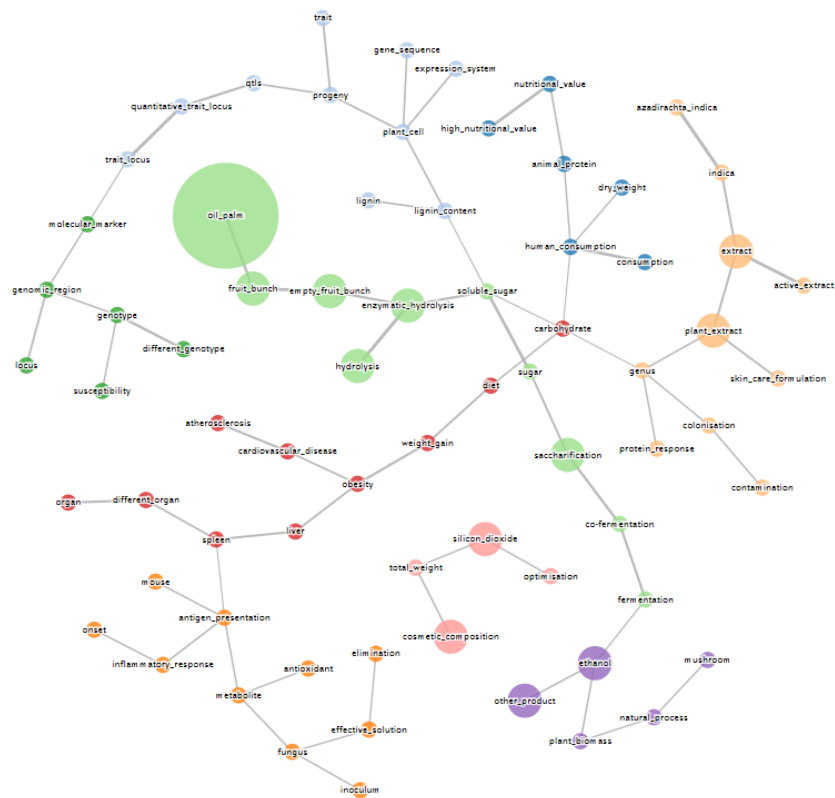 trait
gene_sequence
expression_system
qtls
nutritional_value
progeny
quantitative_trait_locus
azadirachta_indica
plant_cell
high_nutritional_value
trait_locus
animal_protein
indica
dry_weight
lignin
lignin_content
oil_palm
molecular_marker
human_consumption
extract
consumption
genomic_region
fruit_bunch
empty_fruit_bunch
soluble_sugar
active_extract
enzymatic_hydrolysis
genotype
carbohydrate
plant_extract
different_genotype
locus
hydrolysis
sugar
genus
skin_care_formulation
diet
susceptibility
atherosclerosis
colonisation
weight_gain
cardiovascular_disease
protein_response
saccharification
obesity
contamination
organ
different_organ
co-fermentation
liver
spleen
silicon_dioxide
total_weight
optimisation
mouse
fermentation
antigen_presentation
onset
cosmetic_composition
elimination
inflammatory_response
antioxidant
ethanol
mushroom
metabolite
other_product
natural_process
effective_solution
plant_biomass
fungus
inoculum